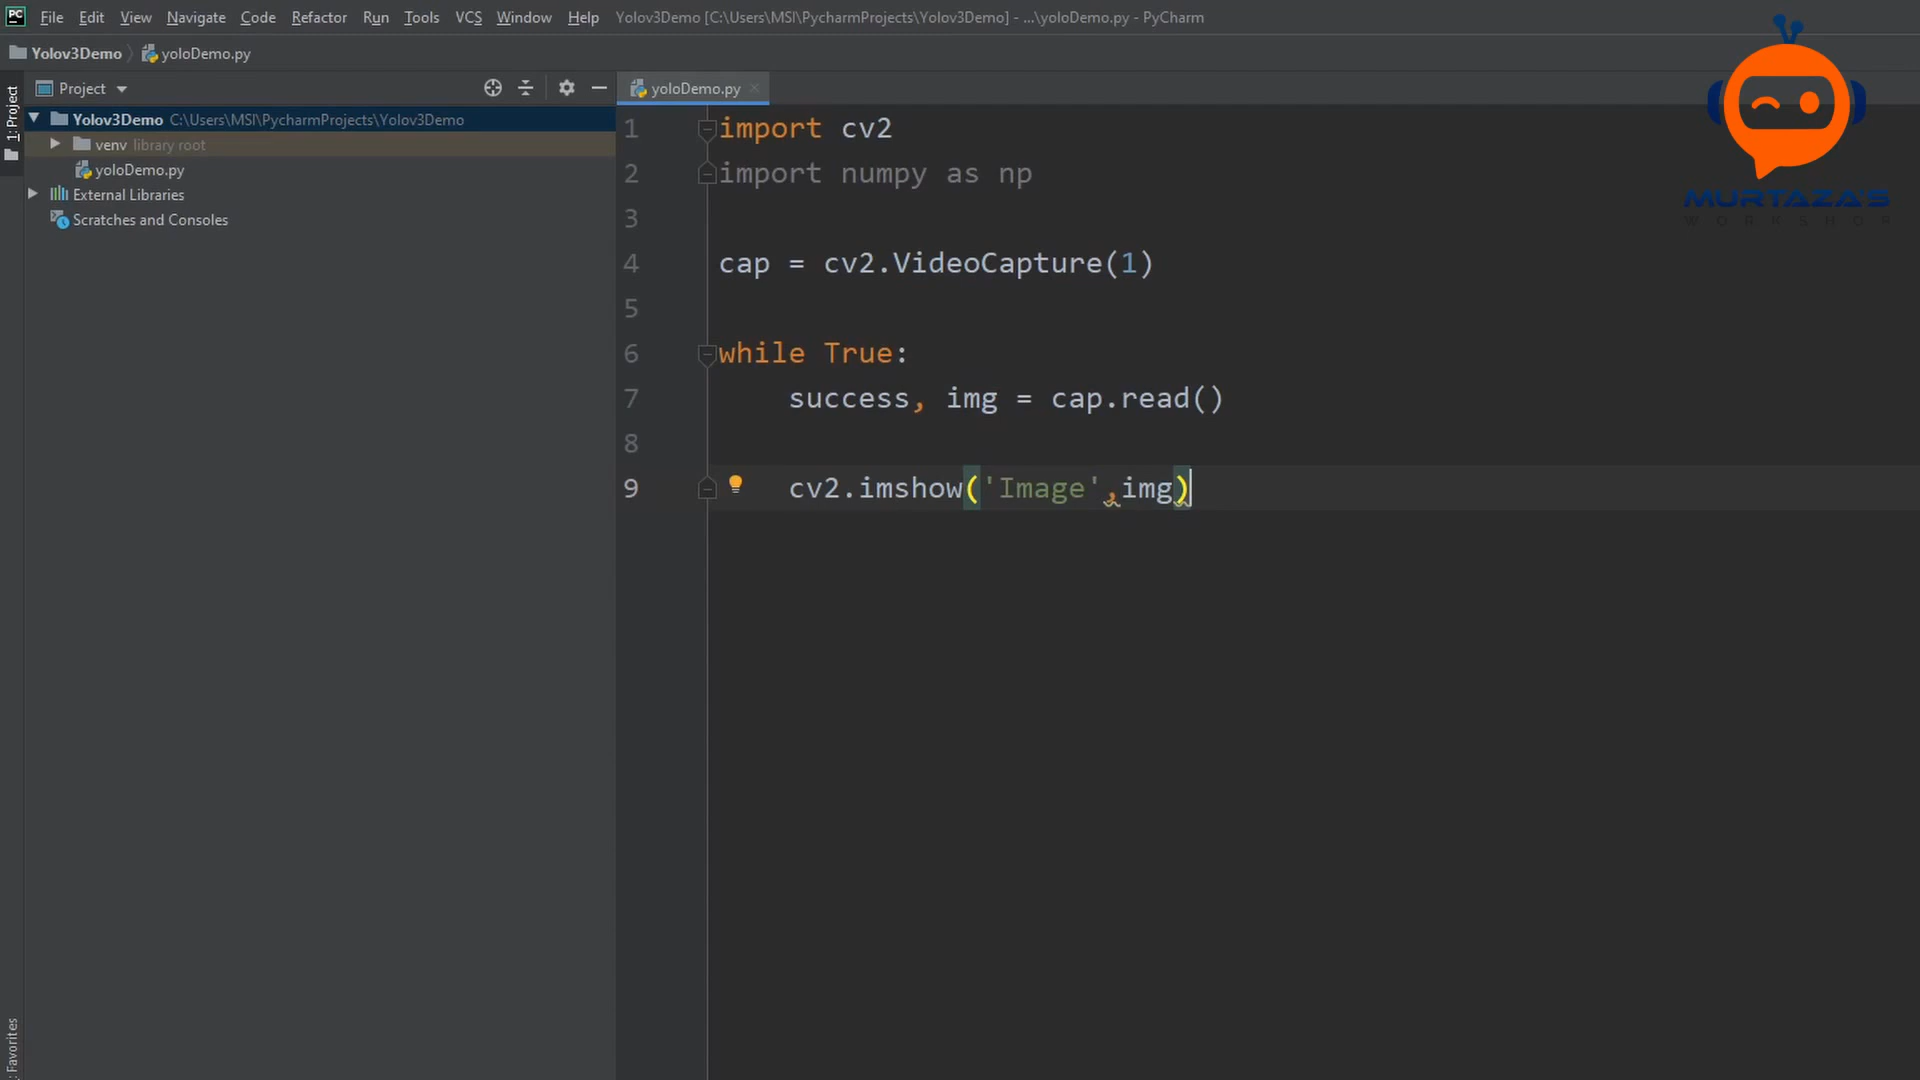 PC File Edit View Navigate Code Refactor Run Tools VCS Window Help Yolov3Demo [C:\Users\MSI\PycharmProjects\Yolov3Demo] - ...\yoloDemo.py - PyCharm
Yolov3Demo yoloDemo.py
1: Project
Project
Yolov3Demo C:\Users\MSI\PycharmProjects\Yolov3Demo
venv library root
yoloDemo.py
External Libraries
Scratches and Consoles
yoloDemo.py
1 import cv2
2 import numpy as np
3
4 cap = cv2.VideoCapture(1)
5
6 while True:
7 success, img = cap.read()
8
9 cv2.imshow('Image',img)
MURTAZA'S
WORKSHOP
: Favorites